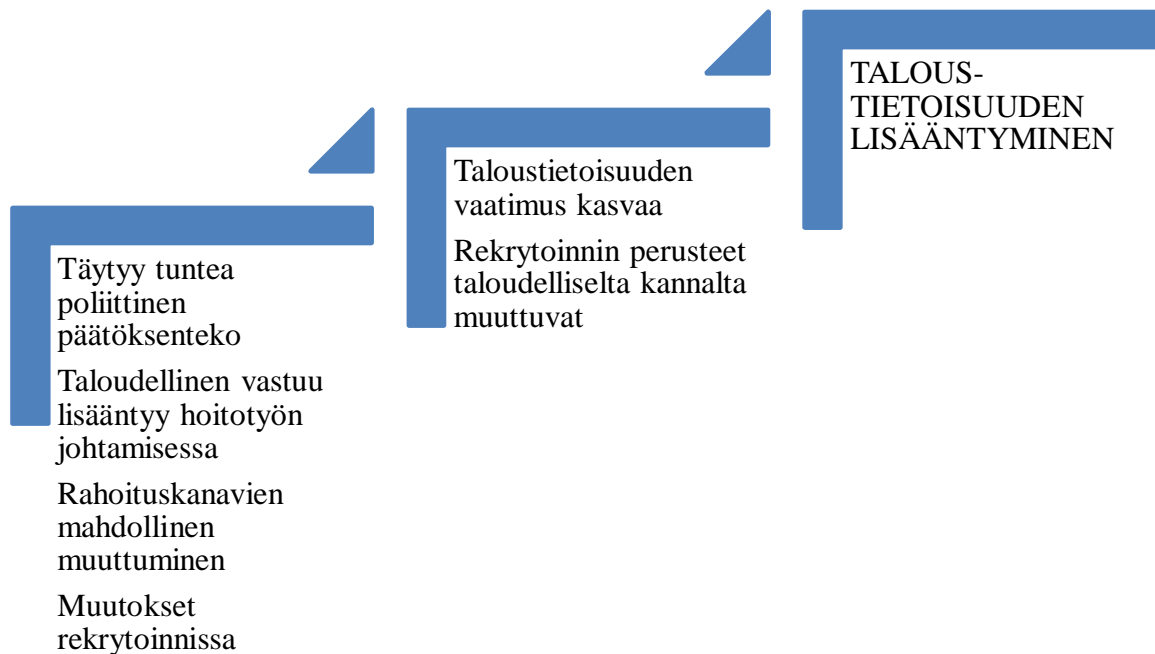 Täytyy tuntea
poliittinen
päätöksenteko
Taloudellinen vastuu
lisääntyy hoitotyön
johtamisessa
Rahoituskanavien
mahdollinen
muuttuminen
Muutokset
rekrytoinnissa
Taloustietoisuuden
vaatimus kasvaa
Rekrytoinnin perusteet
taloudelliselta kannalta
muuttuvat
TALOUS-
TIETOISUUDEN
LISÄÄNTYMINEN